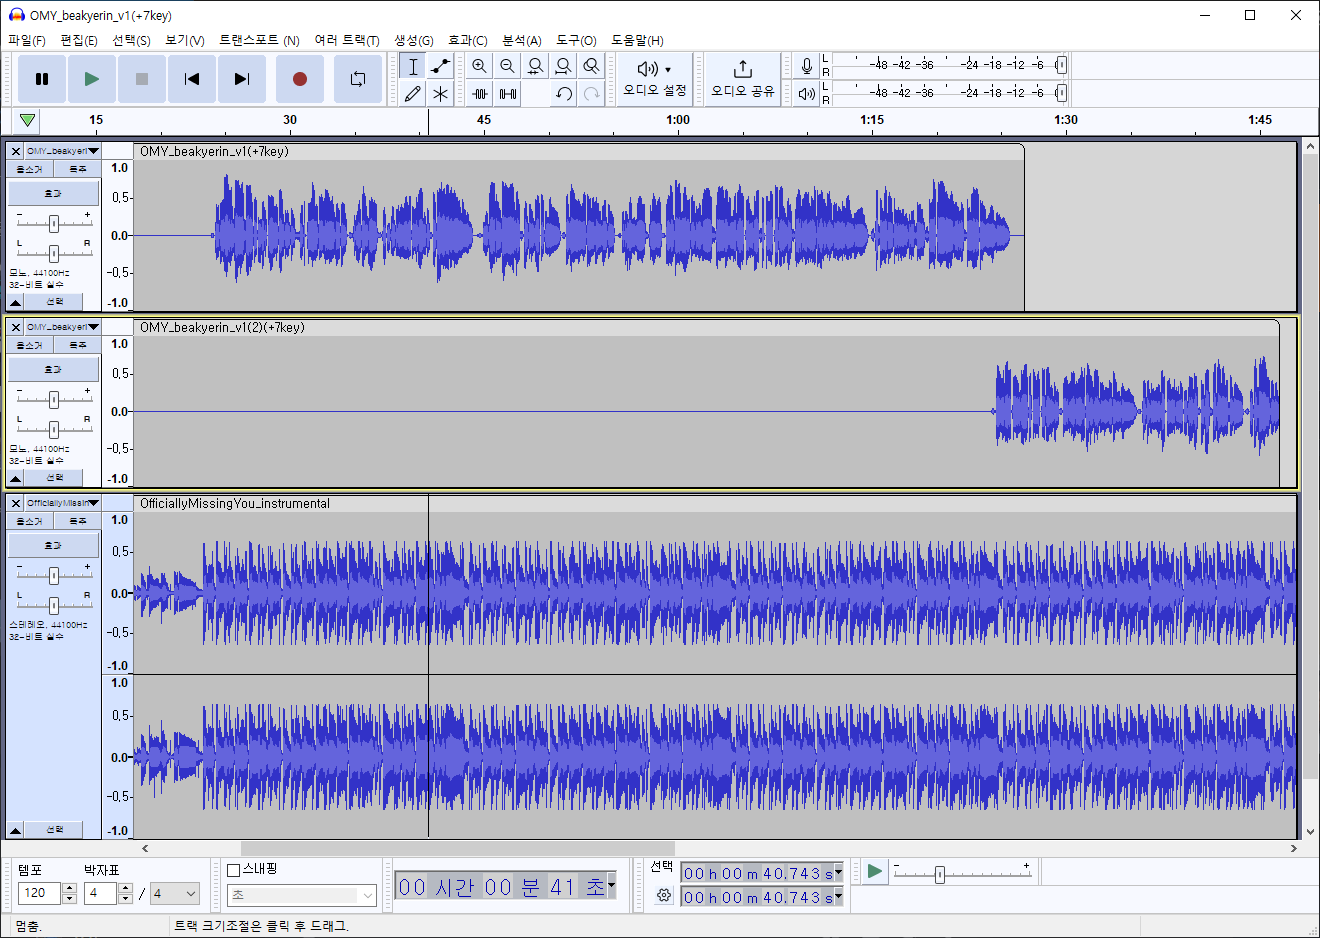 OMY_beakyerin_v1(+7key)
파일(F) 편집(E) 선택(S) 보기(V) 트랜스포트 (N) 여러 트랙(T) 생성(G) 효과(C) 분석(A) 도구(O) 도움말(H)
오디오 설정 오디오 공유
L R -48 -42 -36 -24 -18 -12 -6 0
L R -48 -42 -36 -24 -18 -12 -6 0
15 30 45 1:00 1:15 1:30 1:45
OMY_beakyeri OMY_beakyerin_v1(+7key)
음소거 독주
효과
- +
L R
모노, 44100Hz
32-비트 실수
선택
1.0
0.5-
0.0-
-0.5-
-1.0
OMY_beakyeri OMY_beakyerin_v1(2)(+7key)
음소거 독주
효과
- +
L R
모노, 44100Hz
32-비트 실수
선택
1.0
0.5-
0.0-
-0.5-
-1.0
OfficiallyMissin OfficiallyMissingYou_instrumental
음소거 독주
효과
- +
L R
스테레오, 44100Hz
32-비트 실수
선택
1.0
0.5-
0.0-
-0.5-
-1.0
1.0
0.5-
0.0-
-0.5-
-1.0
템포 박자표
120 4 / 4
스내핑
초
00 시간 00 분 41 초
선택
00 h 00 m 40.743 s
00 h 00 m 40.743 s
- +
멈춤. 트랙 크기조절은 클릭 후 드래그.